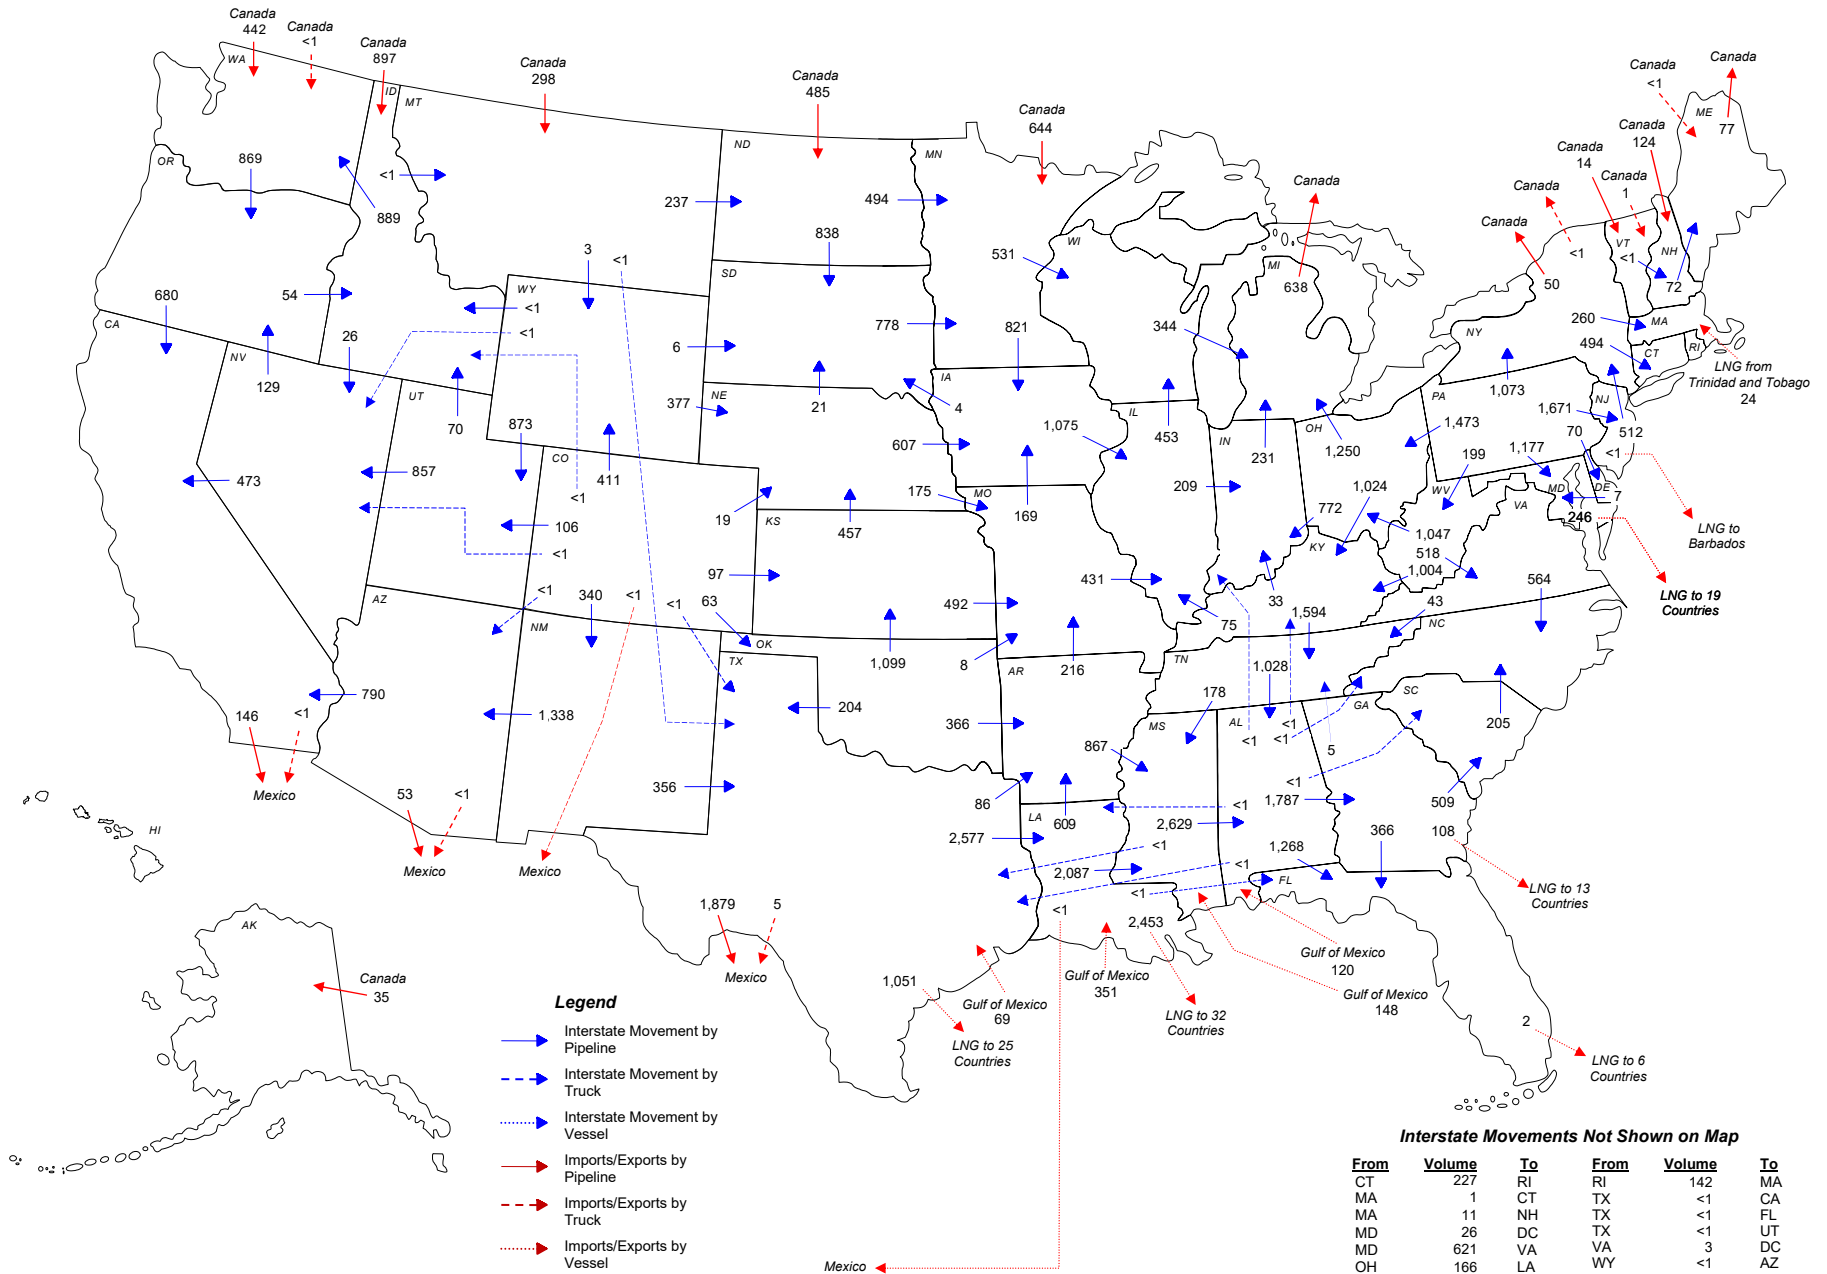 Canada
442
Canada
<1
Canada
897
Canada
298
Canada
485
Canada
644
Canada
<1
Canada
77
Canada
124
Canada
14
Canada
1
Canada
Canada
Canada
638
50
<1
WA
ID
MT
ND
MN
WI
MI
ME
VT
NH
OR
869
889
<1
237
494
838
531
<1
72
3
<1
SD
WY
680
54
<1
<1
26
CA
NV
129
6
778
821
344
NY
260
MA
494
CT
RI
LNG from
Trinidad and Tobago
24
UT
70
873
CO
411
<1
NE
377
21
IA
4
607
1,075
IL
453
IN
231
OH
1,250
PA
1,073
1,473
NJ
1,671
512
<1
70
1,177
199
473
857
106
<1
19
KS
457
175
MO
169
209
772
1,024
WV
VA
MD
DE
7
246
LNG to
Barbados
KY
1,047
518
1,004
LNG to 19
Countries
97
492
431
33
75
43
564
AZ
<1
NM
340
<1
<1
63
OK
TX
1,099
8
AR
216
TN
1,594
NC
1,028
790
1,338
204
366
178
MS
AL
<1
<1
<1
5
GA
SC
205
146
<1
Mexico
356
867
<1
1,787
509
108
53
<1
Mexico
Mexico
86
LA
609
<1
2,629
2,577
<1
2,087
<1
<1
1,268
FL
366
LNG to 13
Countries
HI
AK
Canada
35
1,879
5
Mexico
1,051
<1
2,453
Gulf of Mexico
69
Gulf of Mexico
351
Gulf of Mexico
120
Gulf of Mexico
148
LNG to 25
Countries
LNG to 32
Countries
2
LNG to 6
Countries
Legend
Interstate Movement by
Pipeline
Interstate Movement by
Truck
Interstate Movement by
Vessel
Imports/Exports by
Pipeline
Imports/Exports by
Truck
Imports/Exports by
Vessel
Mexico
Interstate Movements Not Shown on Map
From Volume To From Volume To
CT 227 RI RI 142 MA
MA 1 CT TX <1 CA
MA 11 NH TX <1 FL
MD 26 DC TX <1 UT
MD 621 VA VA 3 DC
OH 166 LA WY <1 AZ